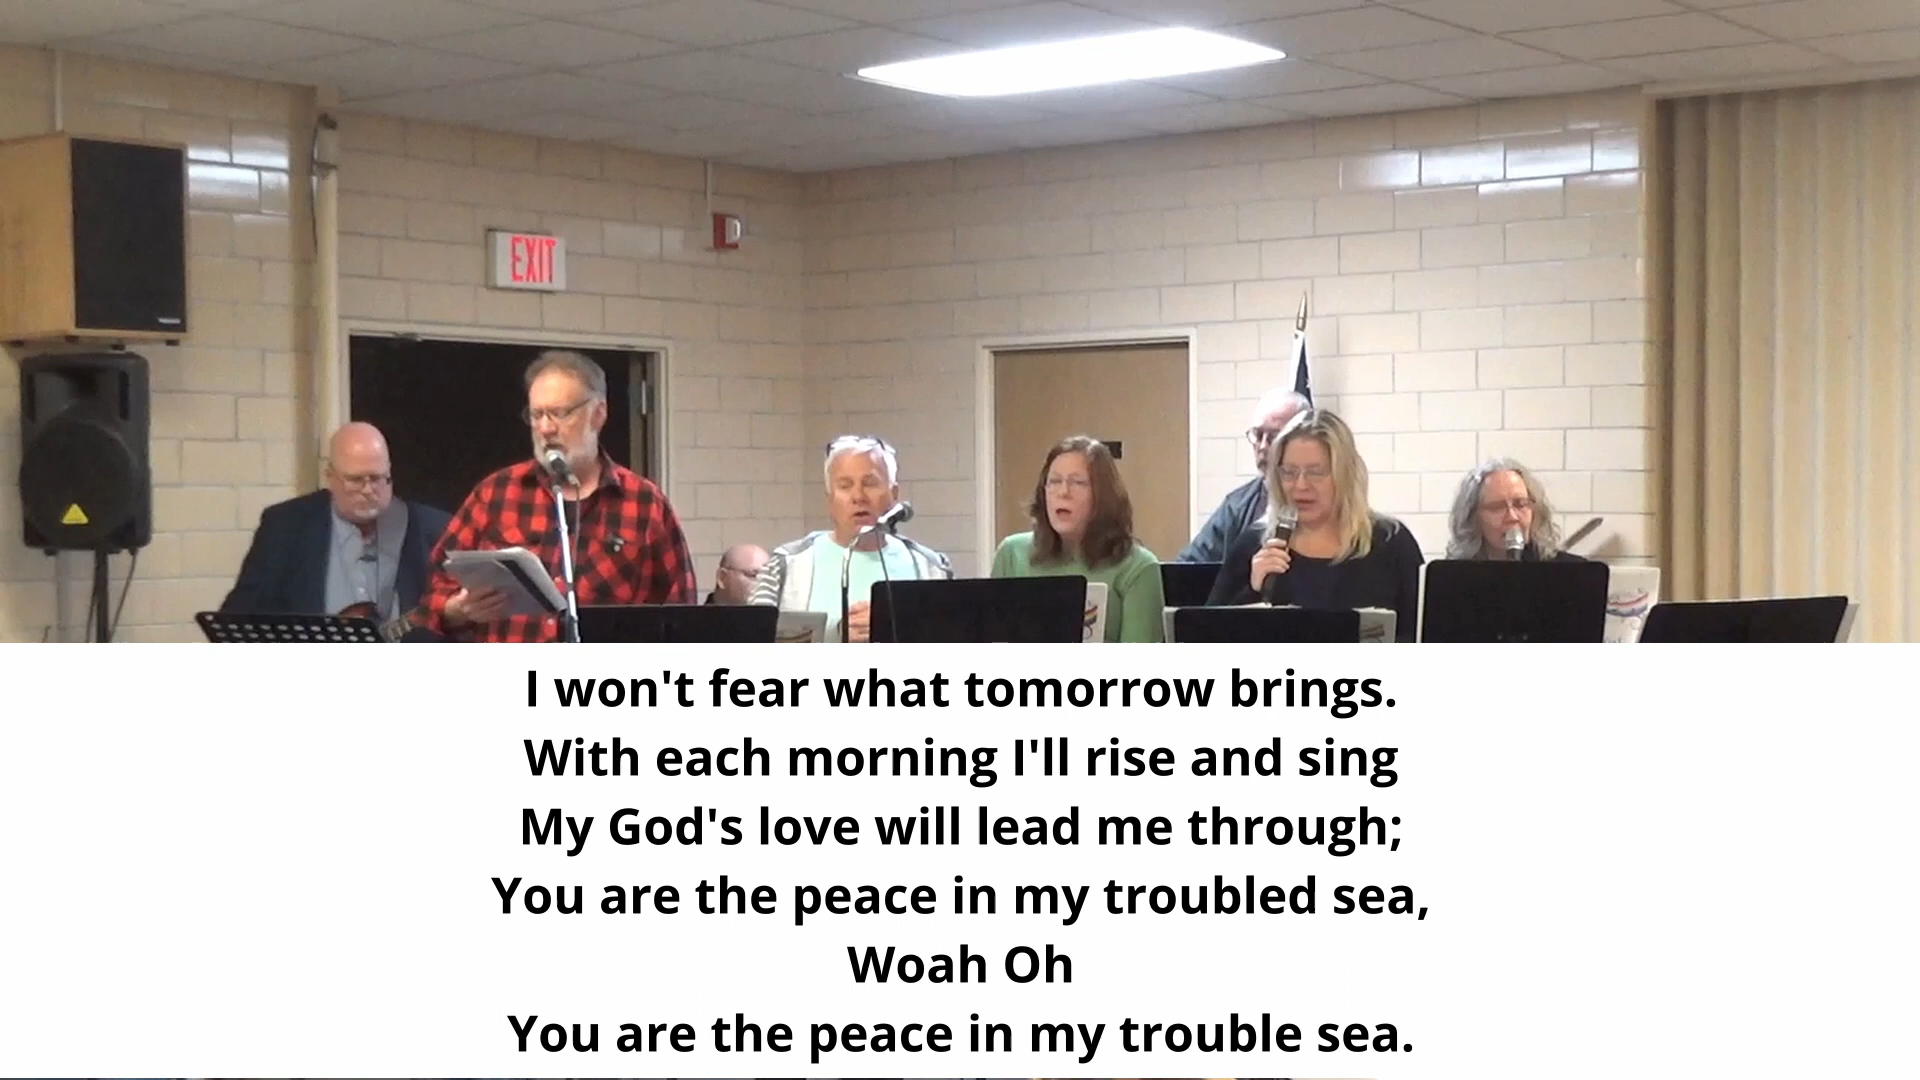 EXIT
I won't fear what tomorrow brings.
With each morning I'll rise and sing
My God's love will lead me through;
You are the peace in my troubled sea,
Woah Oh
You are the peace in my trouble sea.